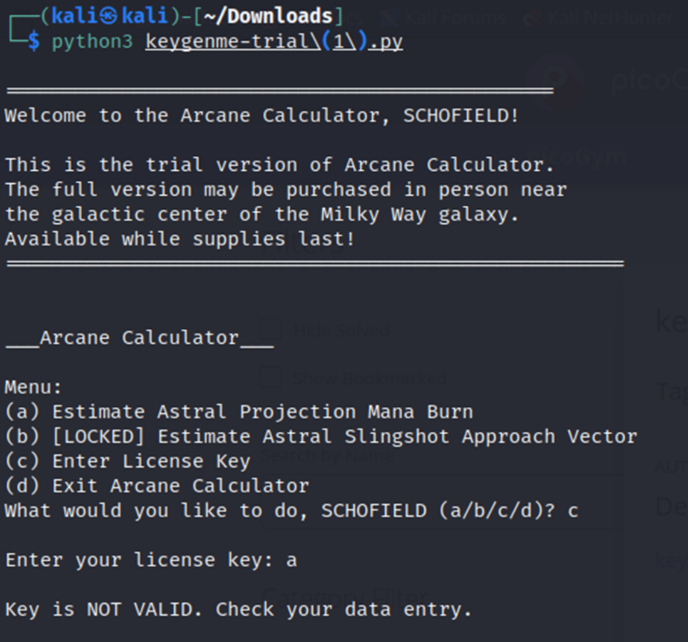 (kali㉿kali)-[~/Downloads]
$ python3 keygenme-trial\(1\).py
Welcome to the Arcane Calculator, SCHOFIELD!
This is the trial version of Arcane Calculator.
The full version may be purchased in person near
the galactic center of the Milky Way galaxy.
Available while supplies last!
___Arcane Calculator___
Menu:
(a) Estimate Astral Projection Mana Burn
(b) [LOCKED] Estimate Astral Slingshot Approach Vector
(c) Enter License Key
(d) Exit Arcane Calculator
What would you like to do, SCHOFIELD (a/b/c/d)? c
Enter your license key: a
Key is NOT VALID. Check your data entry.